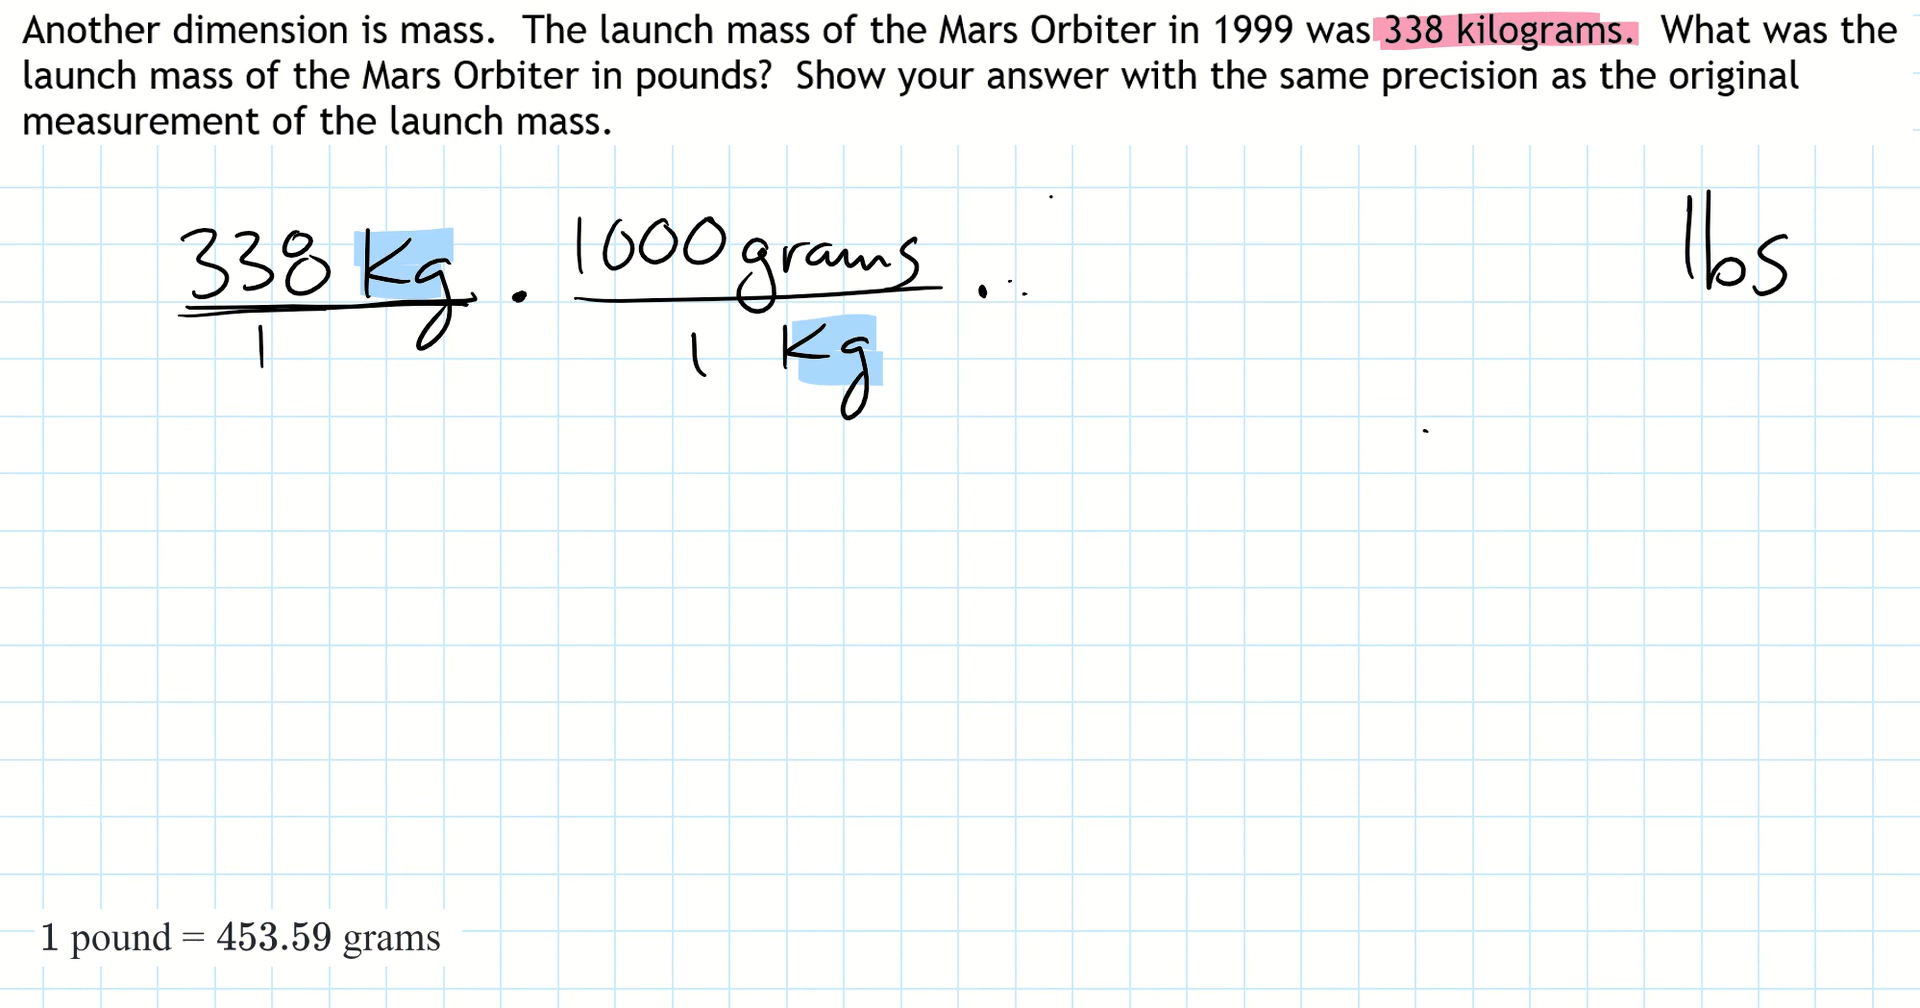 Another dimension is mass. The launch mass of the Mars Orbiter in 1999 was 338 kilograms. What was the
launch mass of the Mars Orbiter in pounds? Show your answer with the same precision as the original
measurement of the launch mass.
338 Kg · 1000 grams · lbs
1 1 Kg
1 pound = 453.59 grams